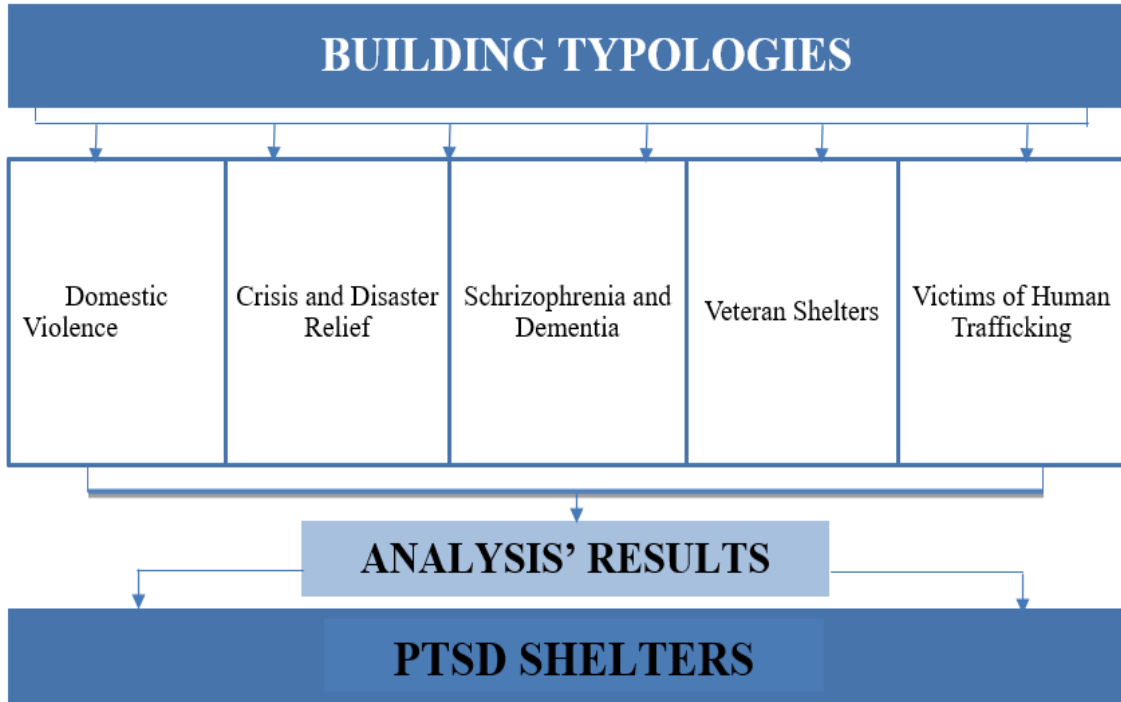 BUILDING TYPOLOGIES
Domestic
Violence
Crisis and Disaster
Relief
Schrizophrenia and
Dementia
Veteran Shelters
Victims of Human
Trafficking
ANALYSIS’ RESULTS
PTSD SHELTERS